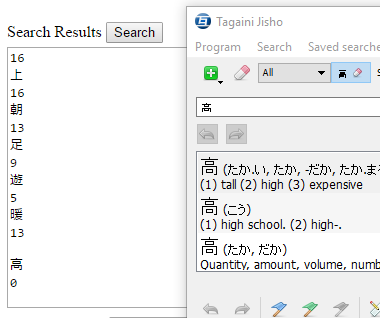 Search Results Search
16
上
16
朝
13
足
9
遊
5
暖
13
高
0
Tagaini Jisho
Program Search Saved searche
All 高 S
高
高 (たか.い, たか, -だか, たか.ま
(1) tall (2) high (3) expensive
高 (こう)
(1) high school. (2) high-.
高 (たか, だか)
Quantity, amount, volume, numb